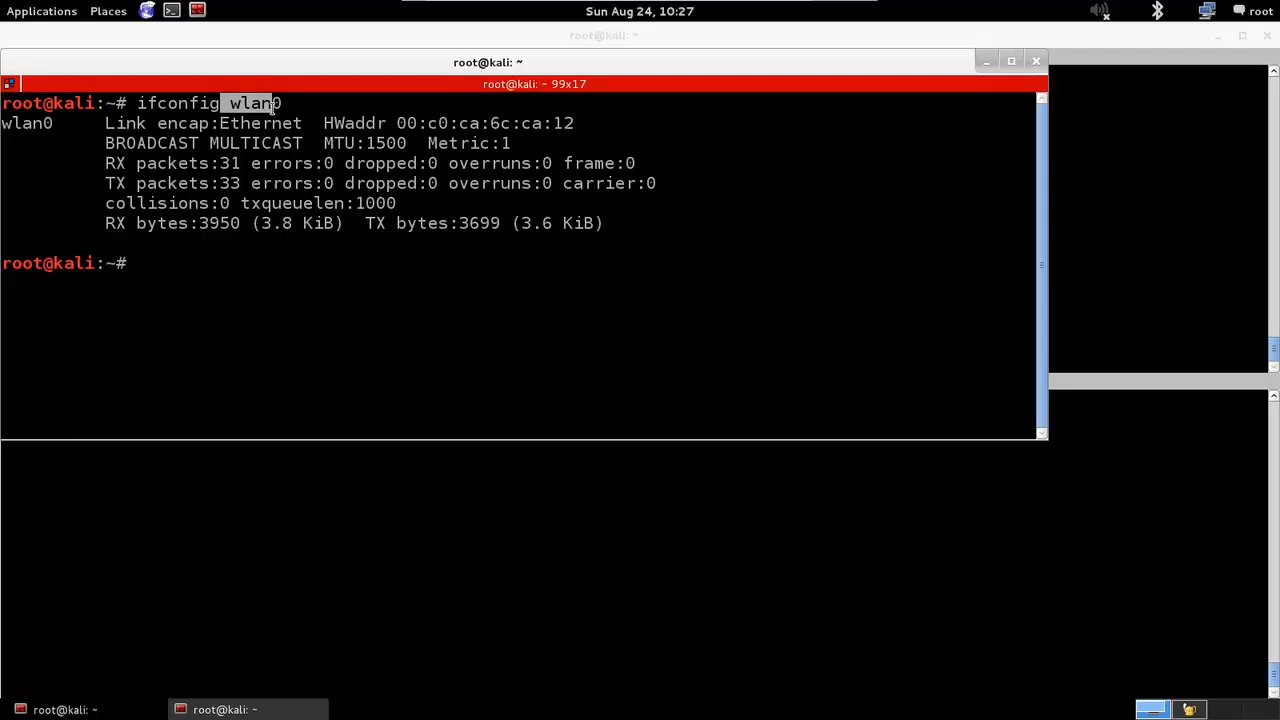 Applications Places Sun Aug 24, 10:27 root
root@kali: ~
root@kali: ~
root@kali: ~ 99x17
root@kali:~# ifconfig wlan0
wlan0 Link encap:Ethernet HWaddr 00:c0:ca:6c:ca:12
BROADCAST MULTICAST MTU:1500 Metric:1
RX packets:31 errors:0 dropped:0 overruns:0 frame:0
TX packets:33 errors:0 dropped:0 overruns:0 carrier:0
collisions:0 txqueuelen:1000
RX bytes:3950 (3.8 KiB) TX bytes:3699 (3.6 KiB)
root@kali:~#
root@kali: ~ root@kali: ~